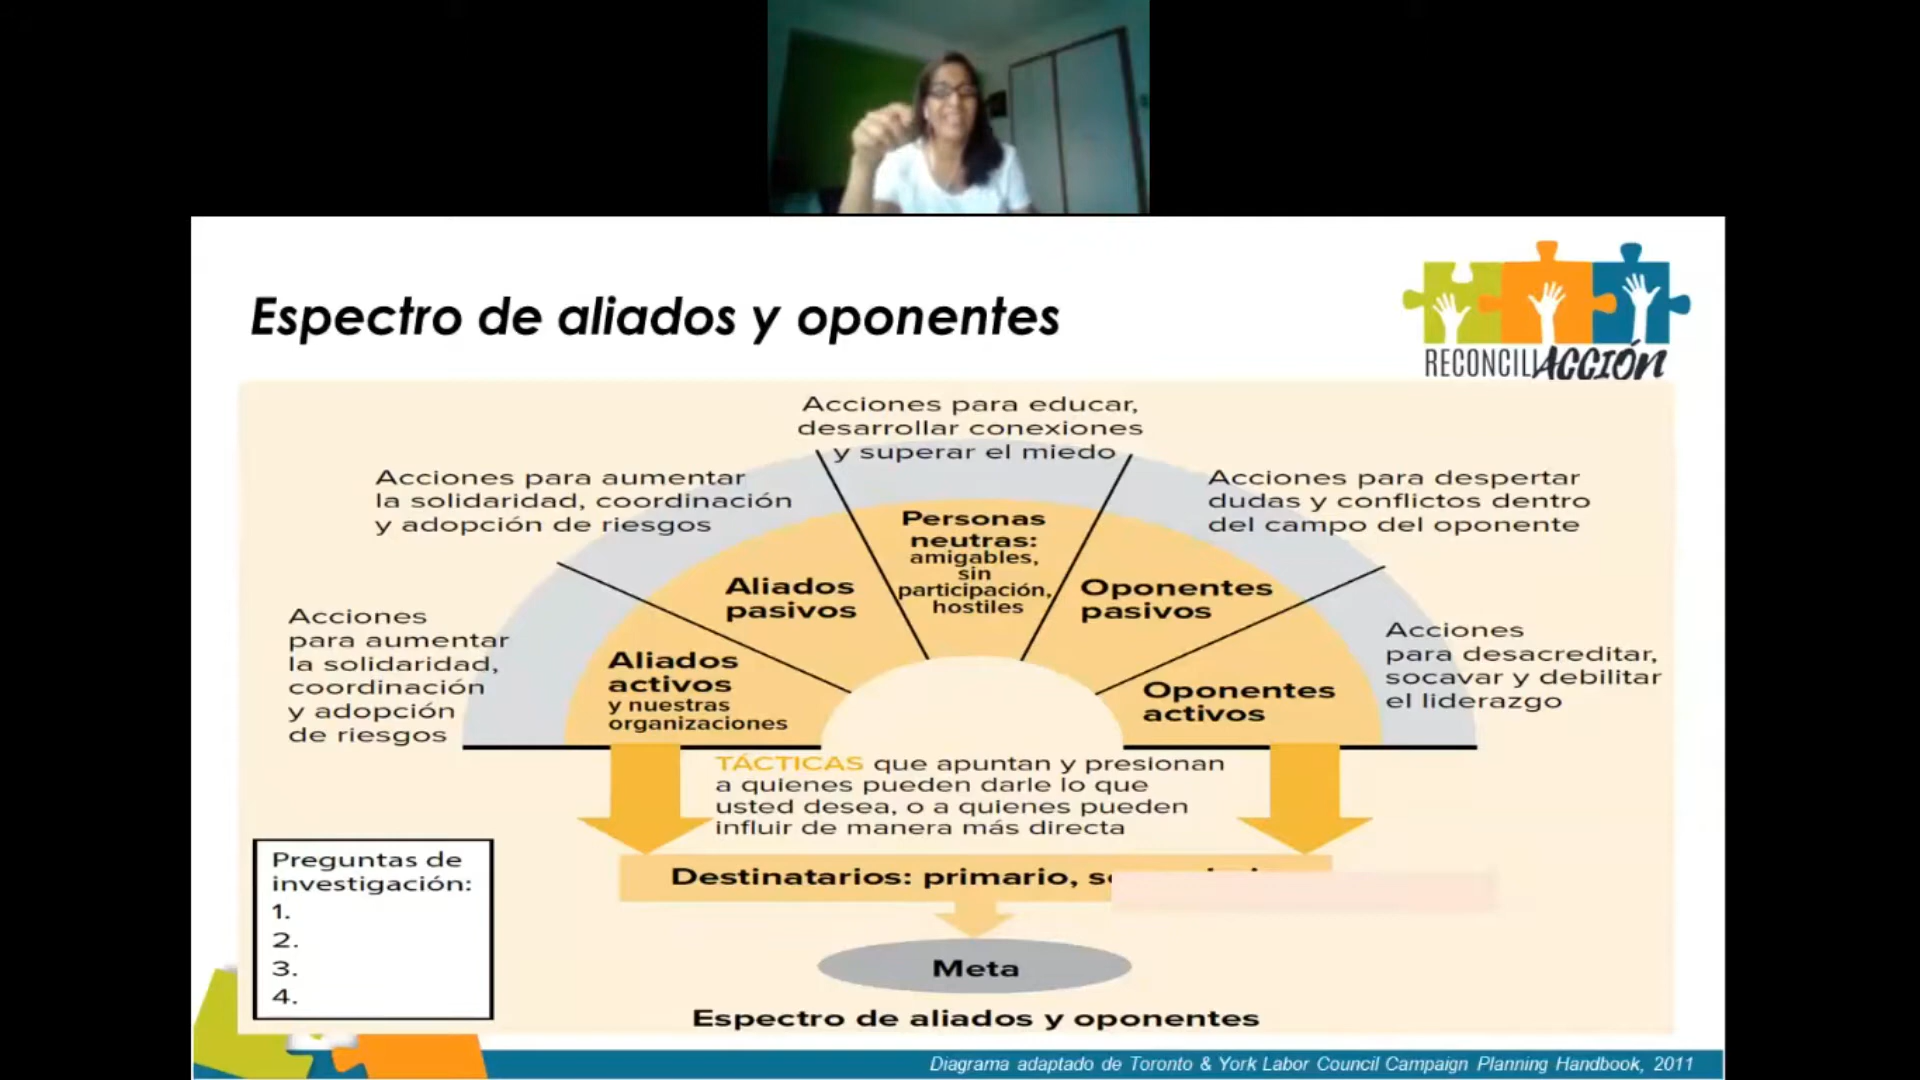 Espectro de aliados y oponentes
RECONCILIACCIÓN
Acciones para educar,
desarrollar conexiones
y superar el miedo
Acciones para aumentar
la solidaridad, coordinación
y adopción de riesgos
Acciones para despertar
dudas y conflictos dentro
del campo del oponente
Personas
neutras:
amigables,
sin
participación,
hostiles
Aliados
pasivos
Oponentes
pasivos
Acciones
para aumentar
la solidaridad,
coordinación
y adopción
de riesgos
Aliados
activos
y nuestras
organizaciones
Oponentes
activos
Acciones
para desacreditar,
socavar y debilitar
el liderazgo
TÁCTICAS que apuntan y presionan
a quienes pueden darle lo que
usted desea, o a quienes pueden
influir de manera más directa
Destinatarios: primario,
Preguntas de
investigación:
1.
2.
3.
4.
Meta
Espectro de aliados y oponentes
Diagrama adaptado de Toronto & York Labor Council Campaign Planning Handbook, 2011